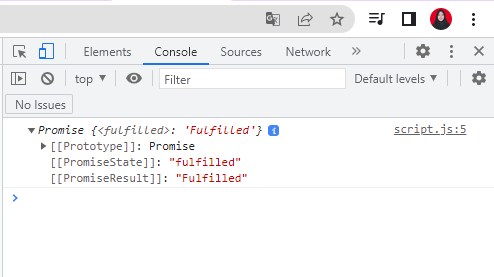 Elements Console Sources Network
top Filter Default levels
No Issues
Promise {<fulfilled>: 'Fulfilled'} i script.js:5
[[Prototype]]: Promise
[[PromiseState]]: "fulfilled"
[[PromiseResult]]: "Fulfilled"